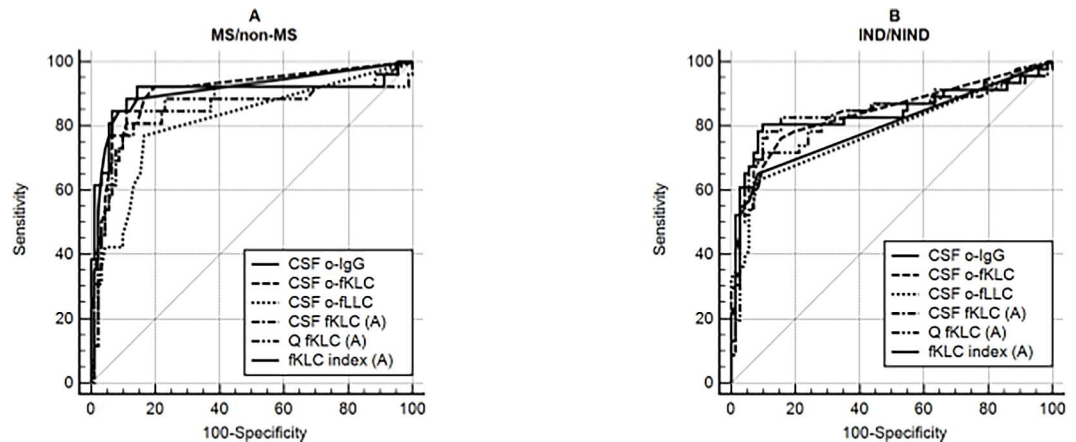 A
MS/non-MS
100
80
60
40
20
0
Sensitivity
CSF o-IgG
CSF o-fKLC
CSF o-fLLC
CSF fKLC (A)
Q fKLC (A)
fKLC index (A)
0 20 40 60 80 100
100-Specificity
B
IND/NIND
100
80
60
40
20
0
Sensitivity
CSF o-IgG
CSF o-fKLC
CSF o-fLLC
CSF fKLC (A)
Q fKLC (A)
fKLC index (A)
0 20 40 60 80 100
100-Specificity